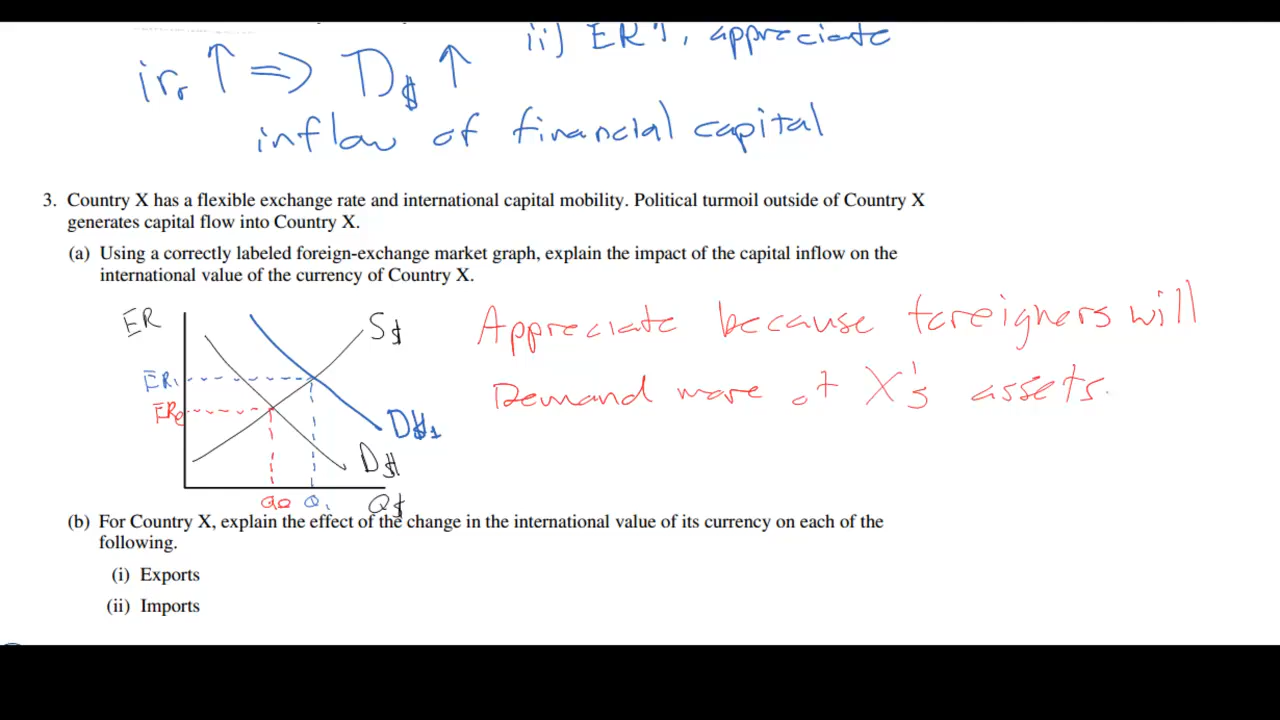 ii) ER↑, appreciate
ir ↑ ⇒ D$ ↑
inflow of financial capital
3. Country X has a flexible exchange rate and international capital mobility. Political turmoil outside of Country X
generates capital flow into Country X.
(a) Using a correctly labeled foreign-exchange market graph, explain the impact of the capital inflow on the
international value of the currency of Country X.
ER
S$
Appreciate because foreigners will
ER₁
Demand more of X's assets.
ERe
D$1
D$
Qe
Q₁
Q$
(b) For Country X, explain the effect of the change in the international value of its currency on each of the
following.
(i) Exports
(ii) Imports